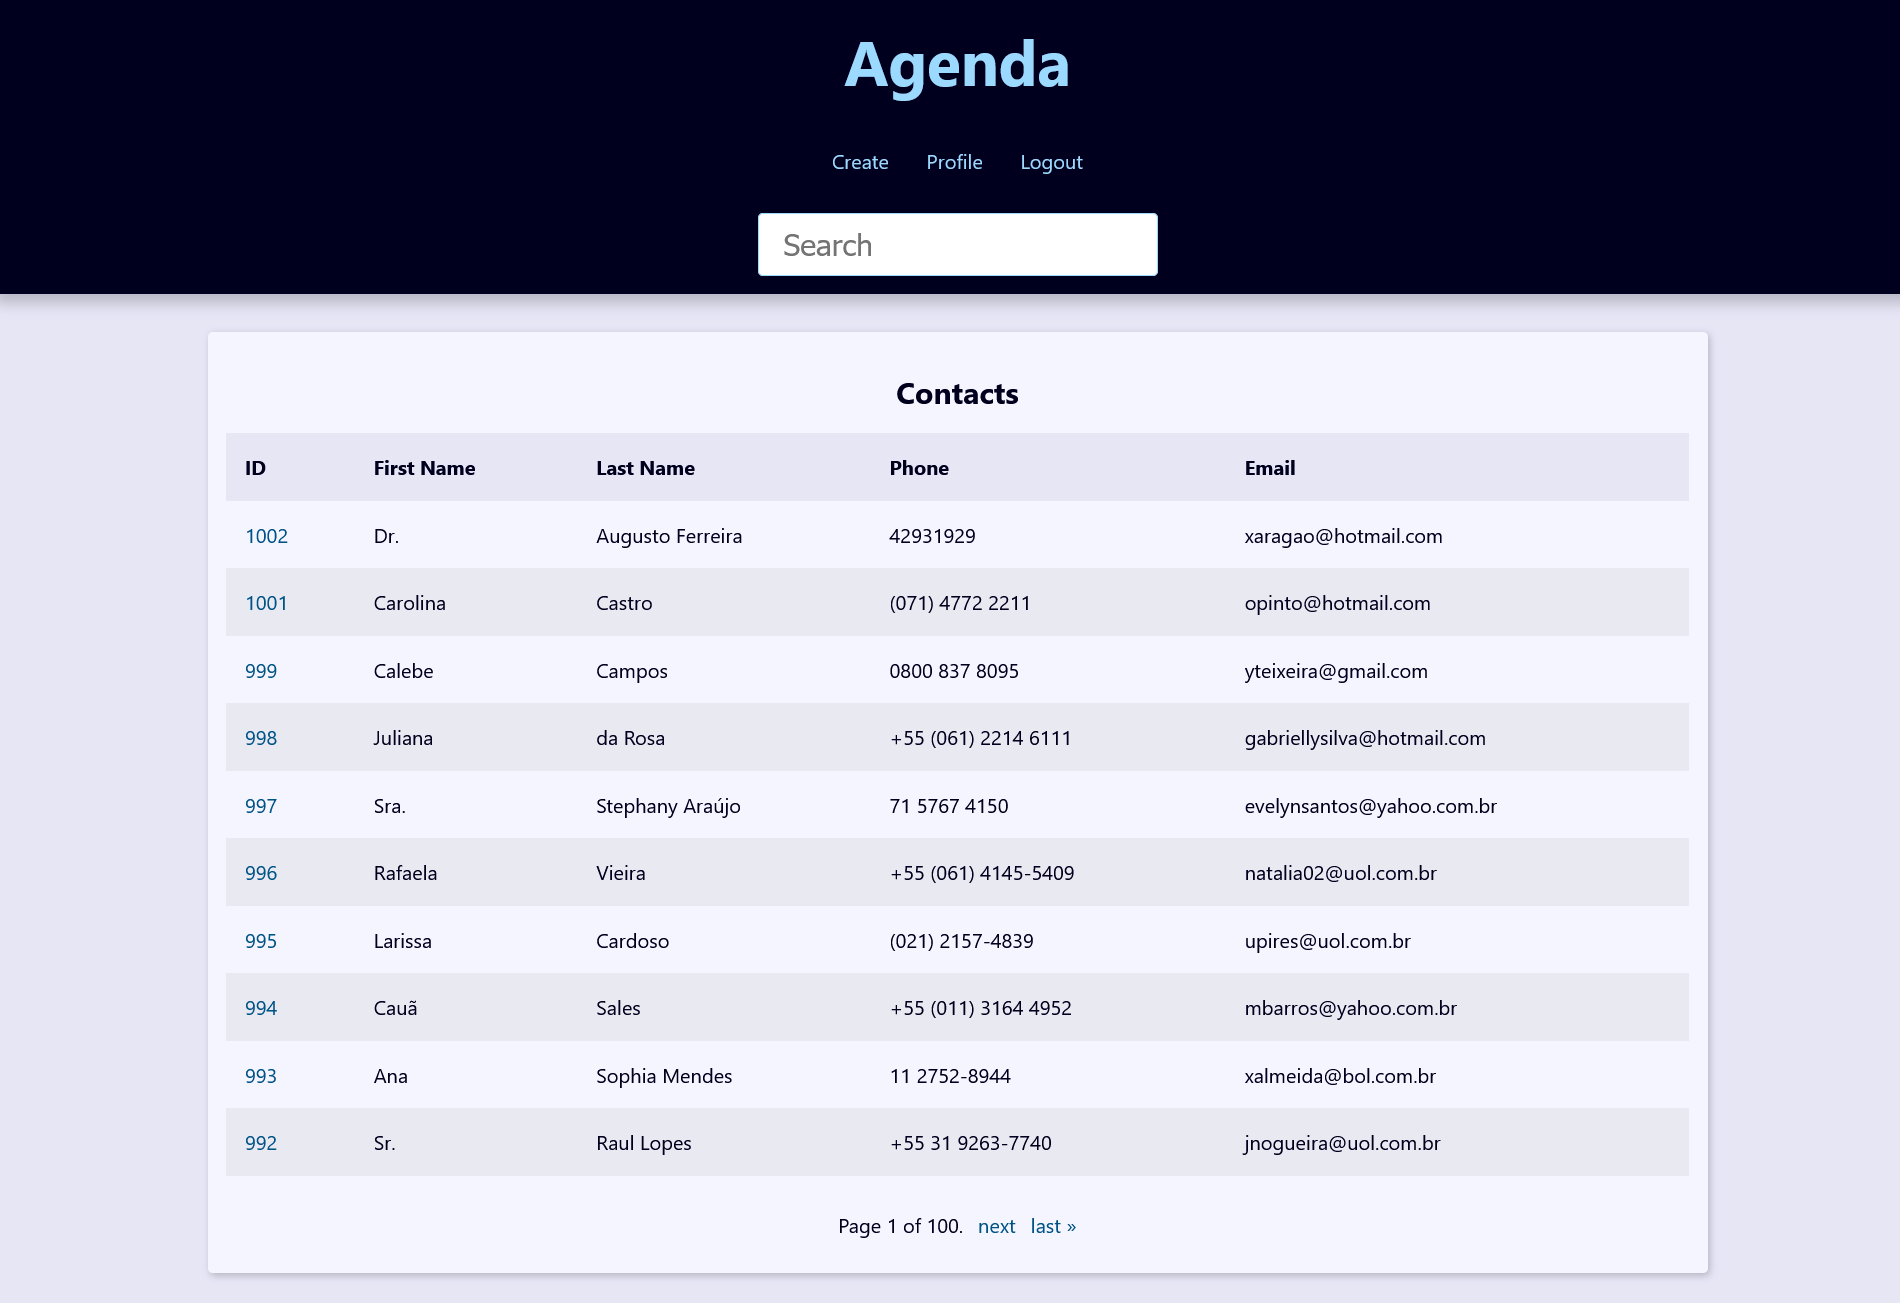 Agenda
Create Profile Logout
Search
Contacts
ID First Name Last Name Phone Email
1002 Dr. Augusto Ferreira 42931929 xaragao@hotmail.com
1001 Carolina Castro (071) 4772 2211 opinto@hotmail.com
999 Calebe Campos 0800 837 8095 yteixeira@gmail.com
998 Juliana da Rosa +55 (061) 2214 6111 gabriellysilva@hotmail.com
997 Sra. Stephany Araújo 71 5767 4150 evelynsantos@yahoo.com.br
996 Rafaela Vieira +55 (061) 4145-5409 natalia02@uol.com.br
995 Larissa Cardoso (021) 2157-4839 upires@uol.com.br
994 Cauã Sales +55 (011) 3164 4952 mbarros@yahoo.com.br
993 Ana Sophia Mendes 11 2752-8944 xalmeida@bol.com.br
992 Sr. Raul Lopes +55 31 9263-7740 jnogueira@uol.com.br
Page 1 of 100. next last »